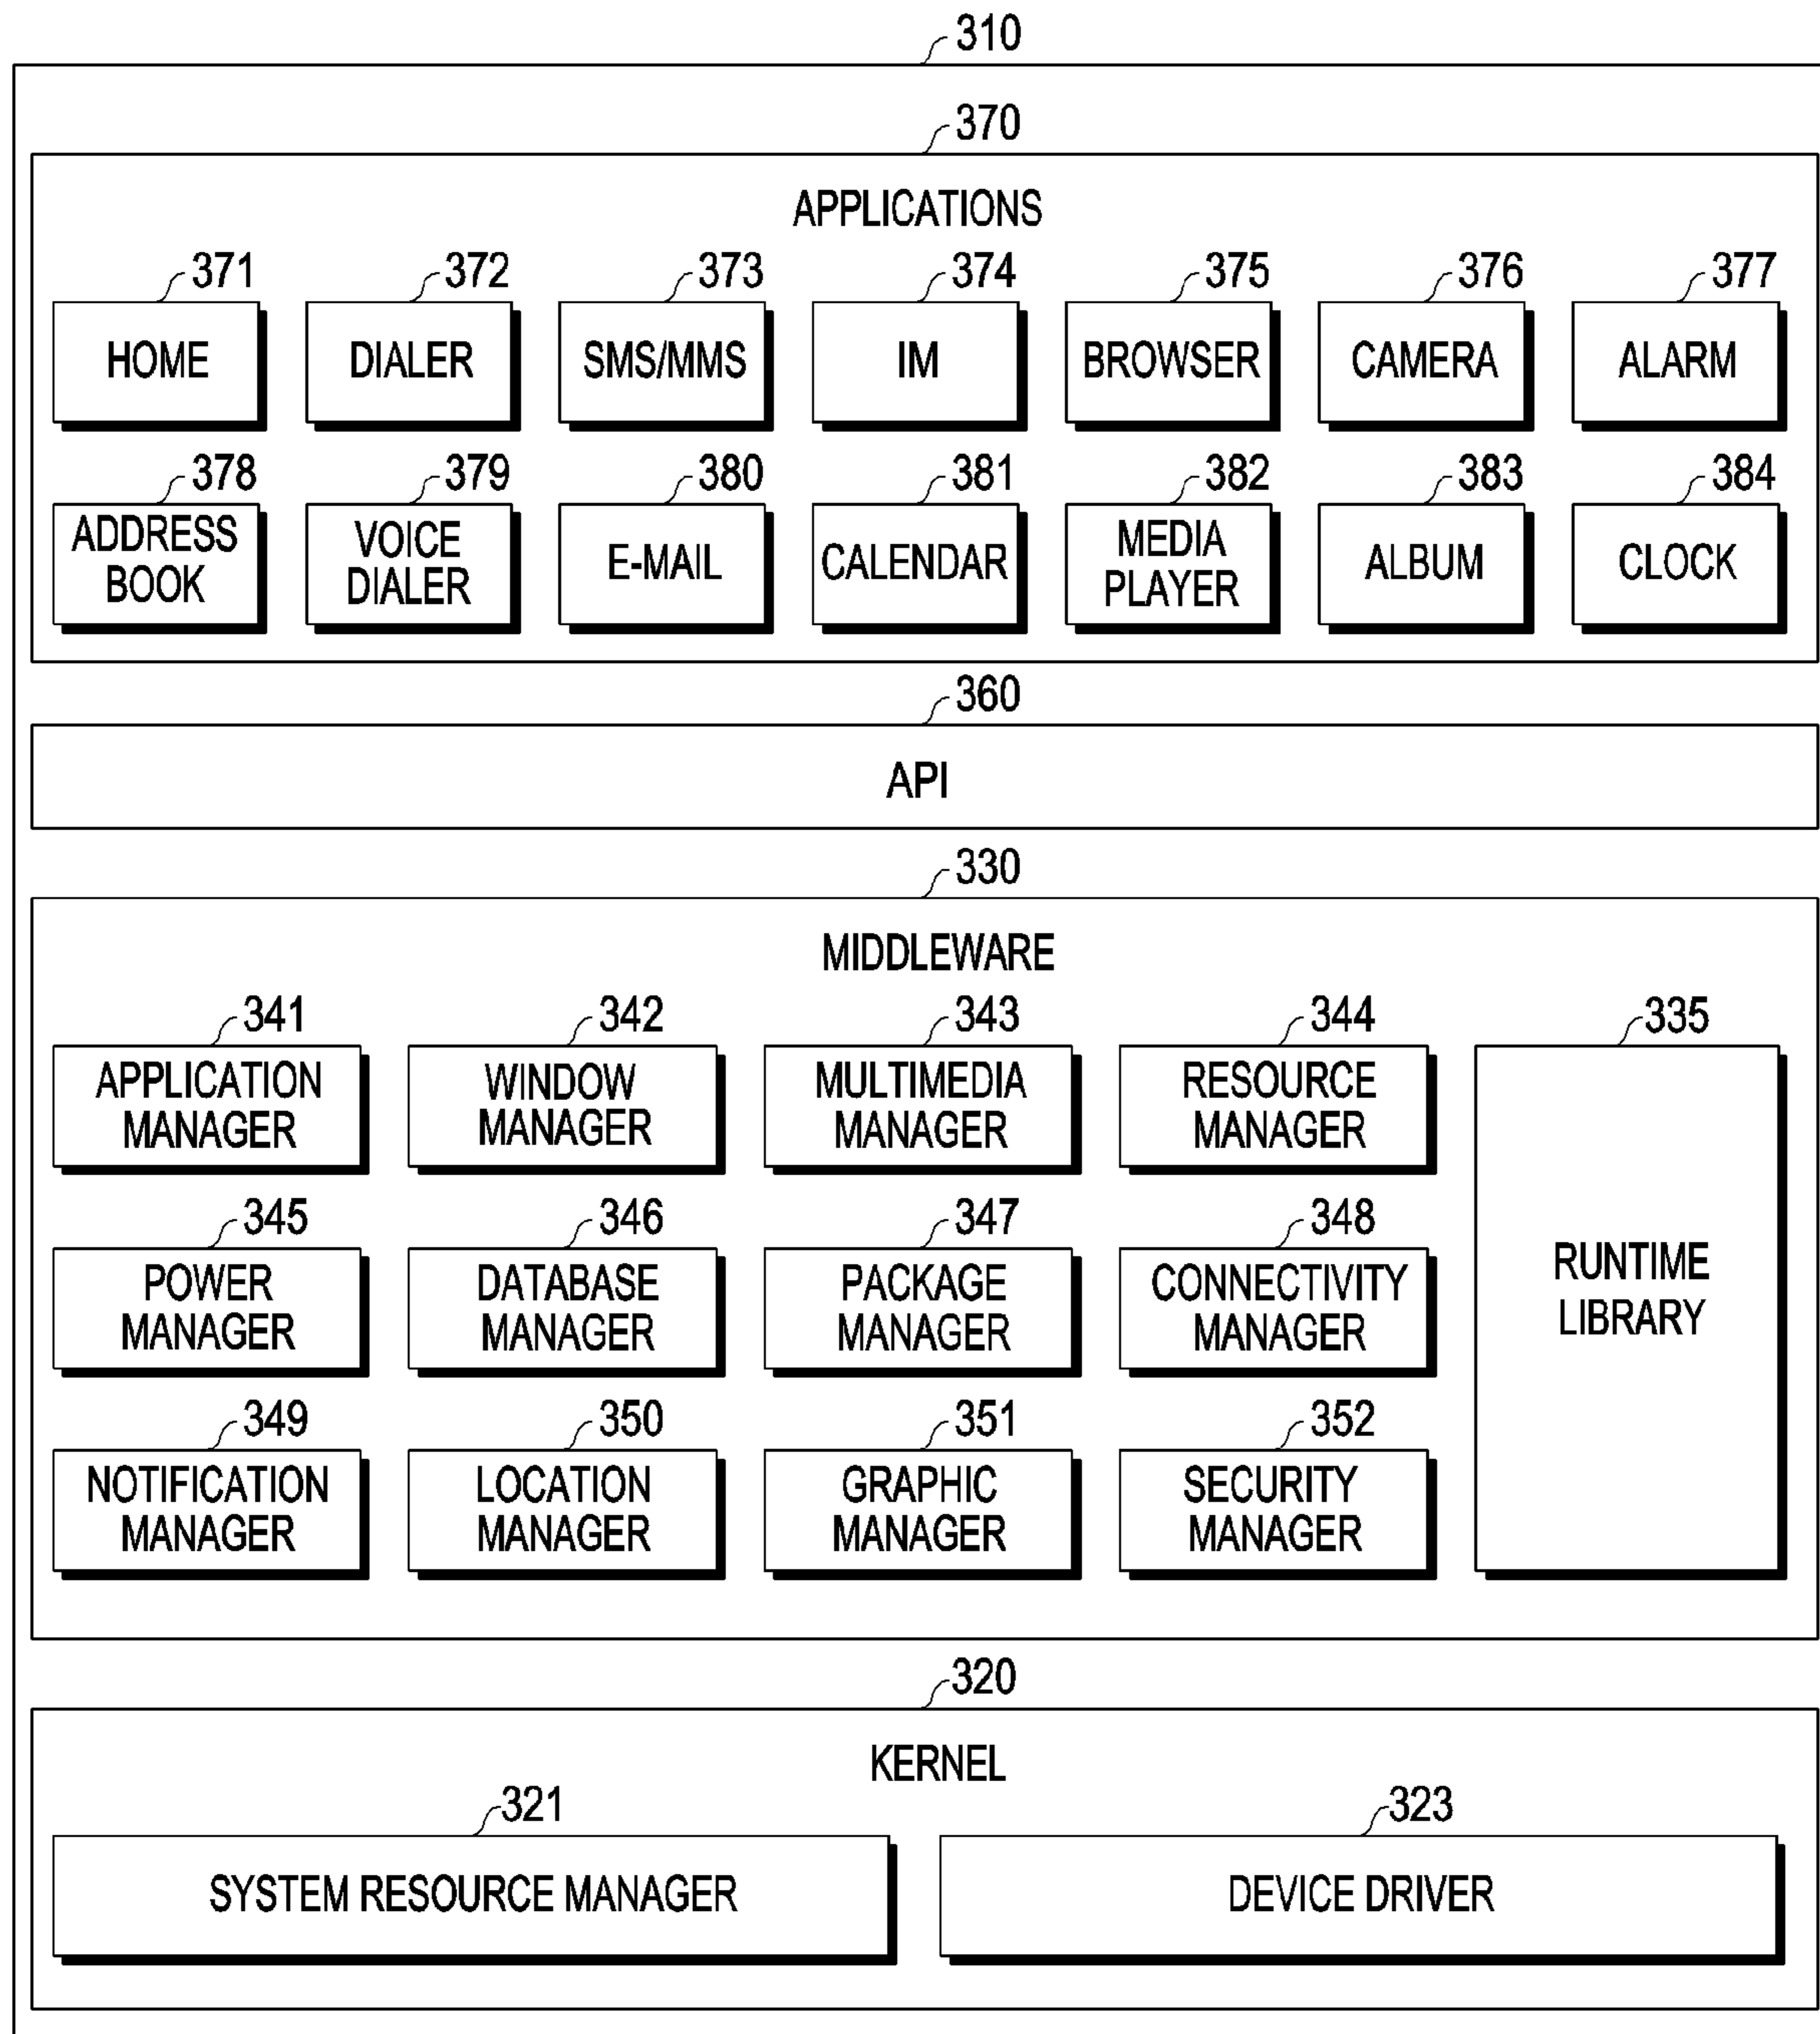 310
370
APPLICATIONS
371 372 373 374 375 376 377
HOME DIALER SMS/MMS IM BROWSER CAMERA ALARM
378 379 380 381 382 383 384
ADDRESS BOOK
VOICE DIALER
E-MAIL
CALENDAR
MEDIA PLAYER
ALBUM
CLOCK
360
API
330
MIDDLEWARE
341 342 343 344 335
APPLICATION MANAGER
WINDOW MANAGER
MULTIMEDIA MANAGER
RESOURCE MANAGER
345 346 347 348
POWER MANAGER
DATABASE MANAGER
PACKAGE MANAGER
CONNECTIVITY MANAGER
RUNTIME LIBRARY
349 350 351 352
NOTIFICATION MANAGER
LOCATION MANAGER
GRAPHIC MANAGER
SECURITY MANAGER
320
KERNEL
321 323
SYSTEM RESOURCE MANAGER DEVICE DRIVER